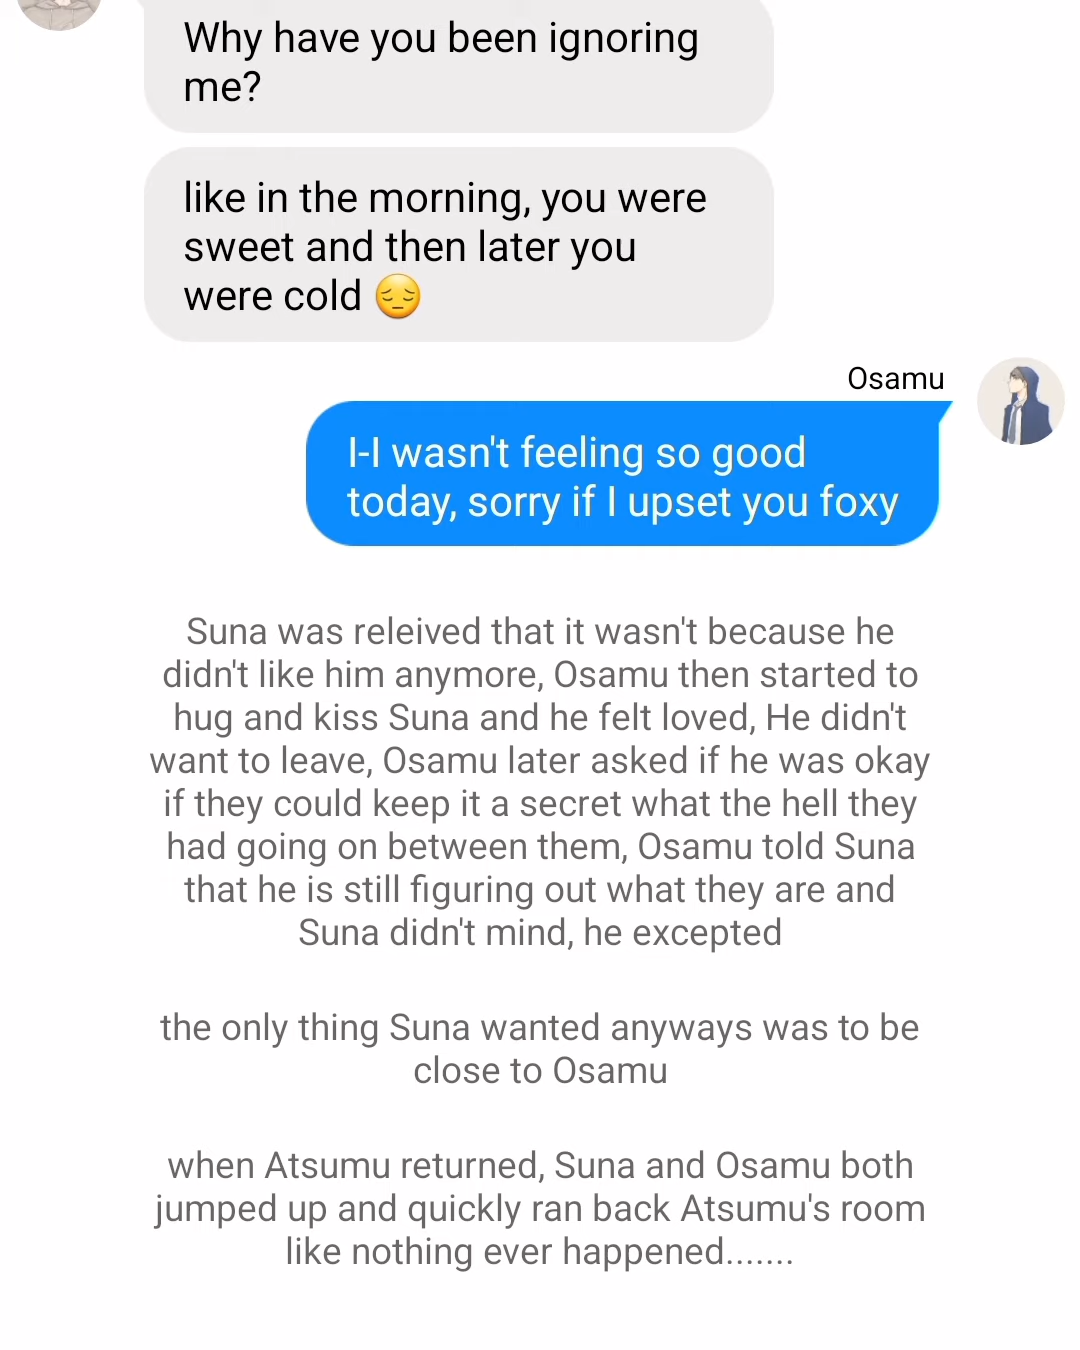 Why have you been ignoring
me?
like in the morning, you were
sweet and then later you
were cold 😔
Osamu
I-I wasn't feeling so good
today, sorry if I upset you foxy
Suna was releived that it wasn't because he
didn't like him anymore, Osamu then started to
hug and kiss Suna and he felt loved, He didn't
want to leave, Osamu later asked if he was okay
if they could keep it a secret what the hell they
had going on between them, Osamu told Suna
that he is still figuring out what they are and
Suna didn't mind, he excepted
the only thing Suna wanted anyways was to be
close to Osamu
when Atsumu returned, Suna and Osamu both
jumped up and quickly ran back Atsumu's room
like nothing ever happened.......